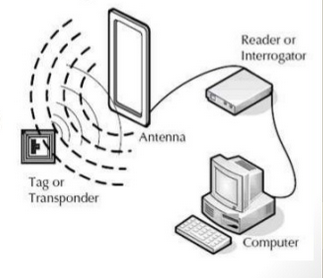 Reader or
Interrogator
Antenna
Tag or
Transponder
Computer